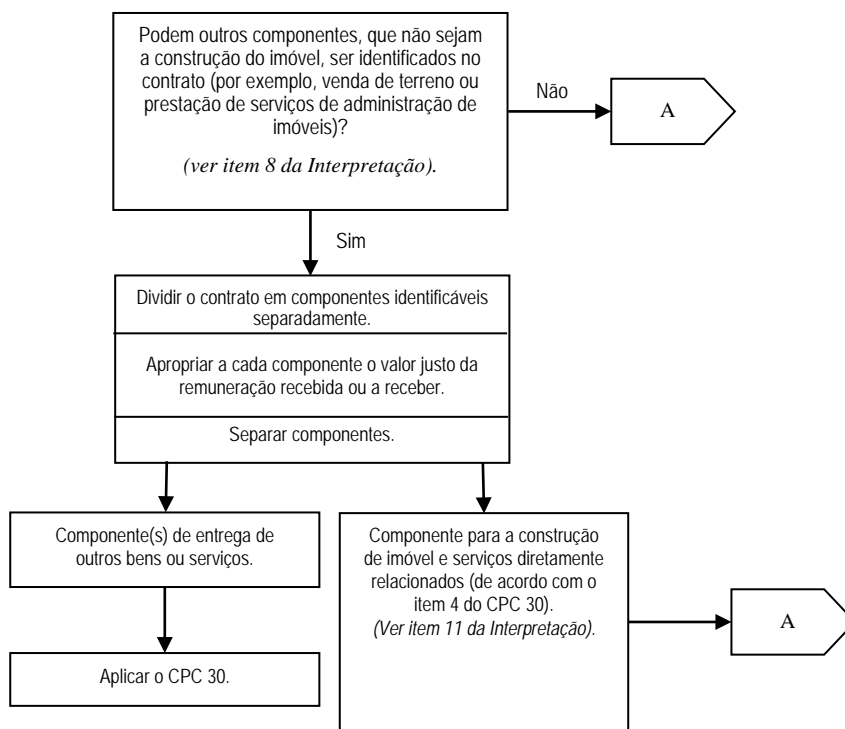 Podem outros componentes, que não sejam
a construção do imóvel, ser identificados no
contrato (por exemplo, venda de terreno ou
prestação de serviços de administração de
imóveis)?
(ver item 8 da Interpretação).
Não
A
Sim
Dividir o contrato em componentes identificáveis
separadamente.
Apropriar a cada componente o valor justo da
remuneração recebida ou a receber.
Separar componentes.
Componente(s) de entrega de
outros bens ou serviços.
Aplicar o CPC 30.
Componente para a construção
de imóvel e serviços diretamente
relacionados (de acordo com o
item 4 do CPC 30).
(Ver item 11 da Interpretação).
A